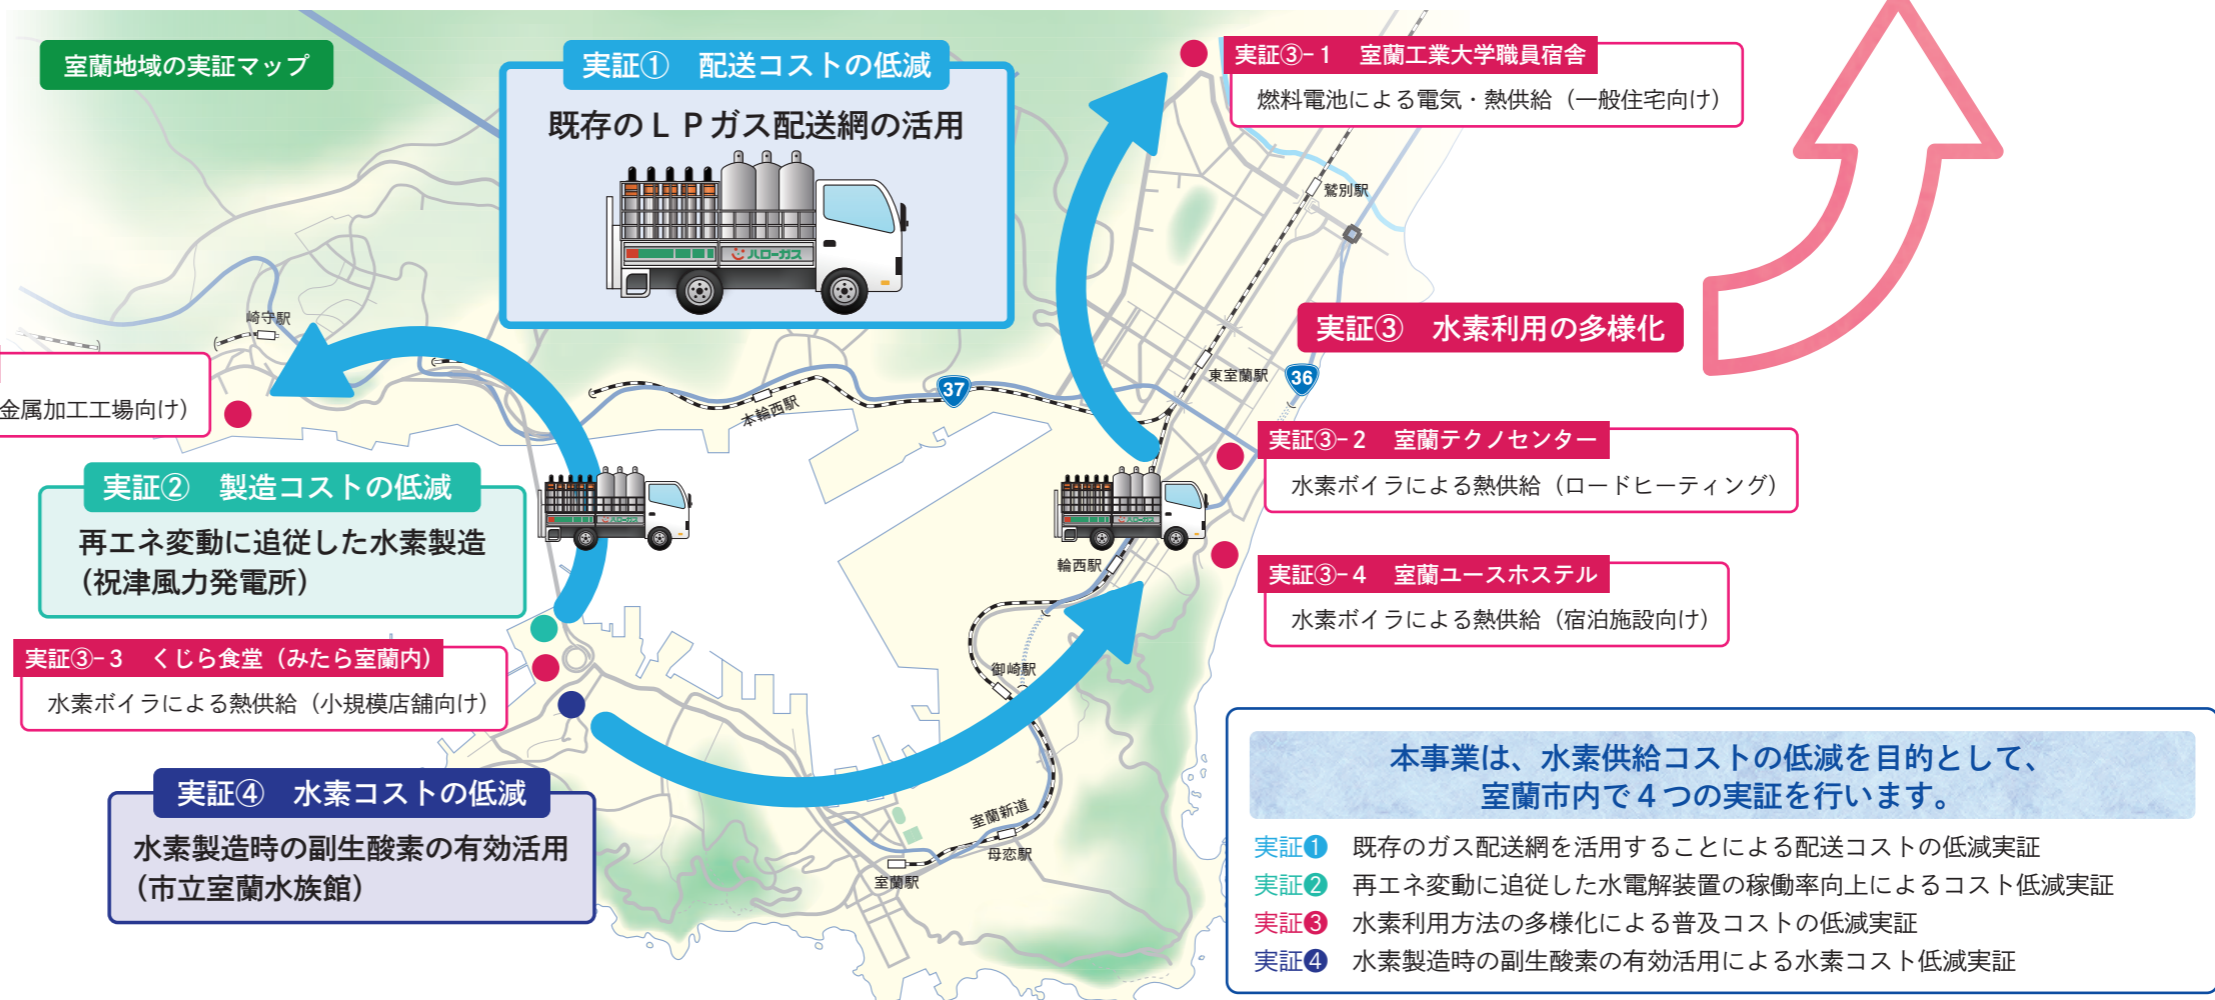 室蘭地域の実証マップ
実証① 配送コストの低減
既存のLPガス配送網の活用
ハローガス
実証③-1 室蘭工業大学職員宿舎
燃料電池による電気・熱供給（一般住宅向け）
鷲別駅
崎守駅
実証③ 水素利用の多様化
東室蘭駅
36
37
本輪西駅
金属加工工場向け）
実証③-2 室蘭テクノセンター
水素ボイラによる熱供給（ロードヒーティング）
実証② 製造コストの低減
再エネ変動に追従した水素製造
（祝津風力発電所）
ハローガス
ハローガス
輪西駅
実証③-4 室蘭ユースホステル
水素ボイラによる熱供給（宿泊施設向け）
実証③-3 くじら食堂（みたら室蘭内）
水素ボイラによる熱供給（小規模店舗向け）
御崎駅
実証④ 水素コストの低減
水素製造時の副生酸素の有効活用
（市立室蘭水族館）
室蘭新道
母恋駅
室蘭駅
本事業は、水素供給コストの低減を目的として、
室蘭市内で4つの実証を行います。
実証❶ 既存のガス配送網を活用することによる配送コストの低減実証
実証❷ 再エネ変動に追従した水電解装置の稼働率向上によるコスト低減実証
実証❸ 水素利用方法の多様化による普及コストの低減実証
実証❹ 水素製造時の副生酸素の有効活用による水素コスト低減実証